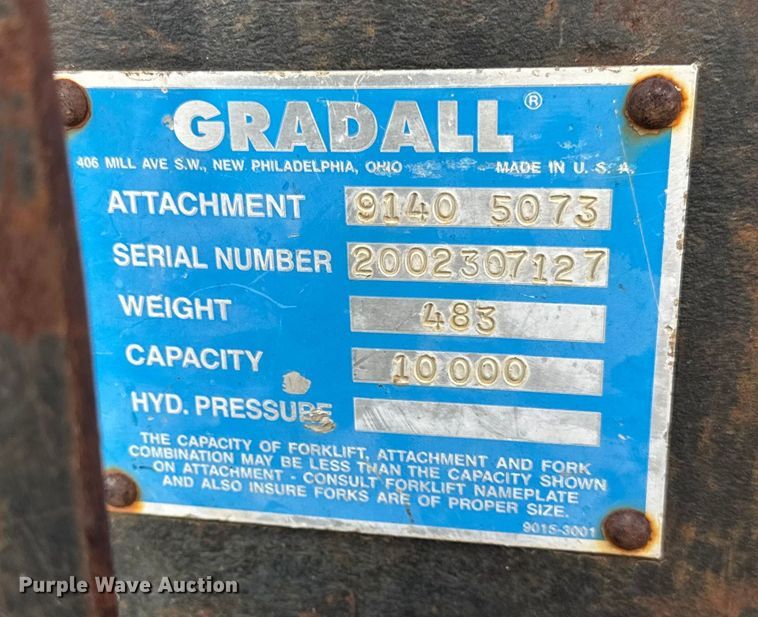 GRADALL ®
406 MILL AVE S.W., NEW PHILADELPHIA, OHIO MADE IN U. S. A.
ATTACHMENT 9140 5073
SERIAL NUMBER 2002307127
WEIGHT 483
CAPACITY 10000
HYD. PRESSURE
THE CAPACITY OF FORKLIFT, ATTACHMENT AND FORK
COMBINATION MAY BE LESS THAN THE CAPACITY SHOWN
ON ATTACHMENT - CONSULT FORKLIFT NAMEPLATE
AND ALSO INSURE FORKS ARE OF PROPER SIZE.
9015-3001
Purple Wave Auction